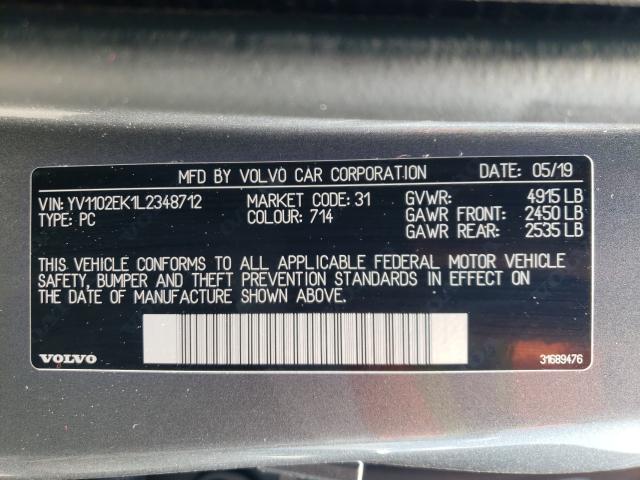 MFD BY VOLVO CAR CORPORATION DATE: 05/19
VIN: YV1102EK1L2348712 MARKET CODE: 31 GVWR: 4915 LB
TYPE: PC COLOUR: 714 GAWR FRONT: 2450 LB
GAWR REAR: 2535 LB
THIS VEHICLE CONFORMS TO ALL APPLICABLE FEDERAL MOTOR VEHICLE
SAFETY, BUMPER AND THEFT PREVENTION STANDARDS IN EFFECT ON
THE DATE OF MANUFACTURE SHOWN ABOVE.
VOLVO 31689476